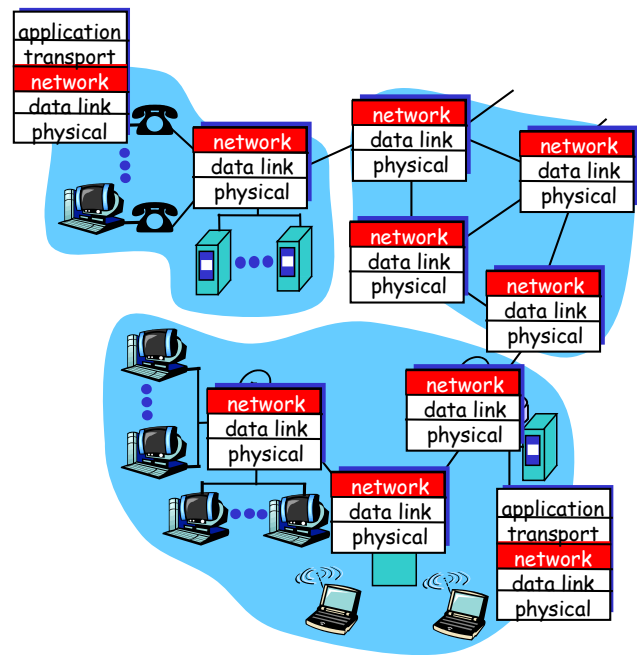 application
transport
network
data link
physical
network
data link
physical
network
data link
physical
network
data link
physical
network
data link
physical
network
data link
physical
network
data link
physical
network
data link
physical
network
data link
physical
application
transport
network
data link
physical